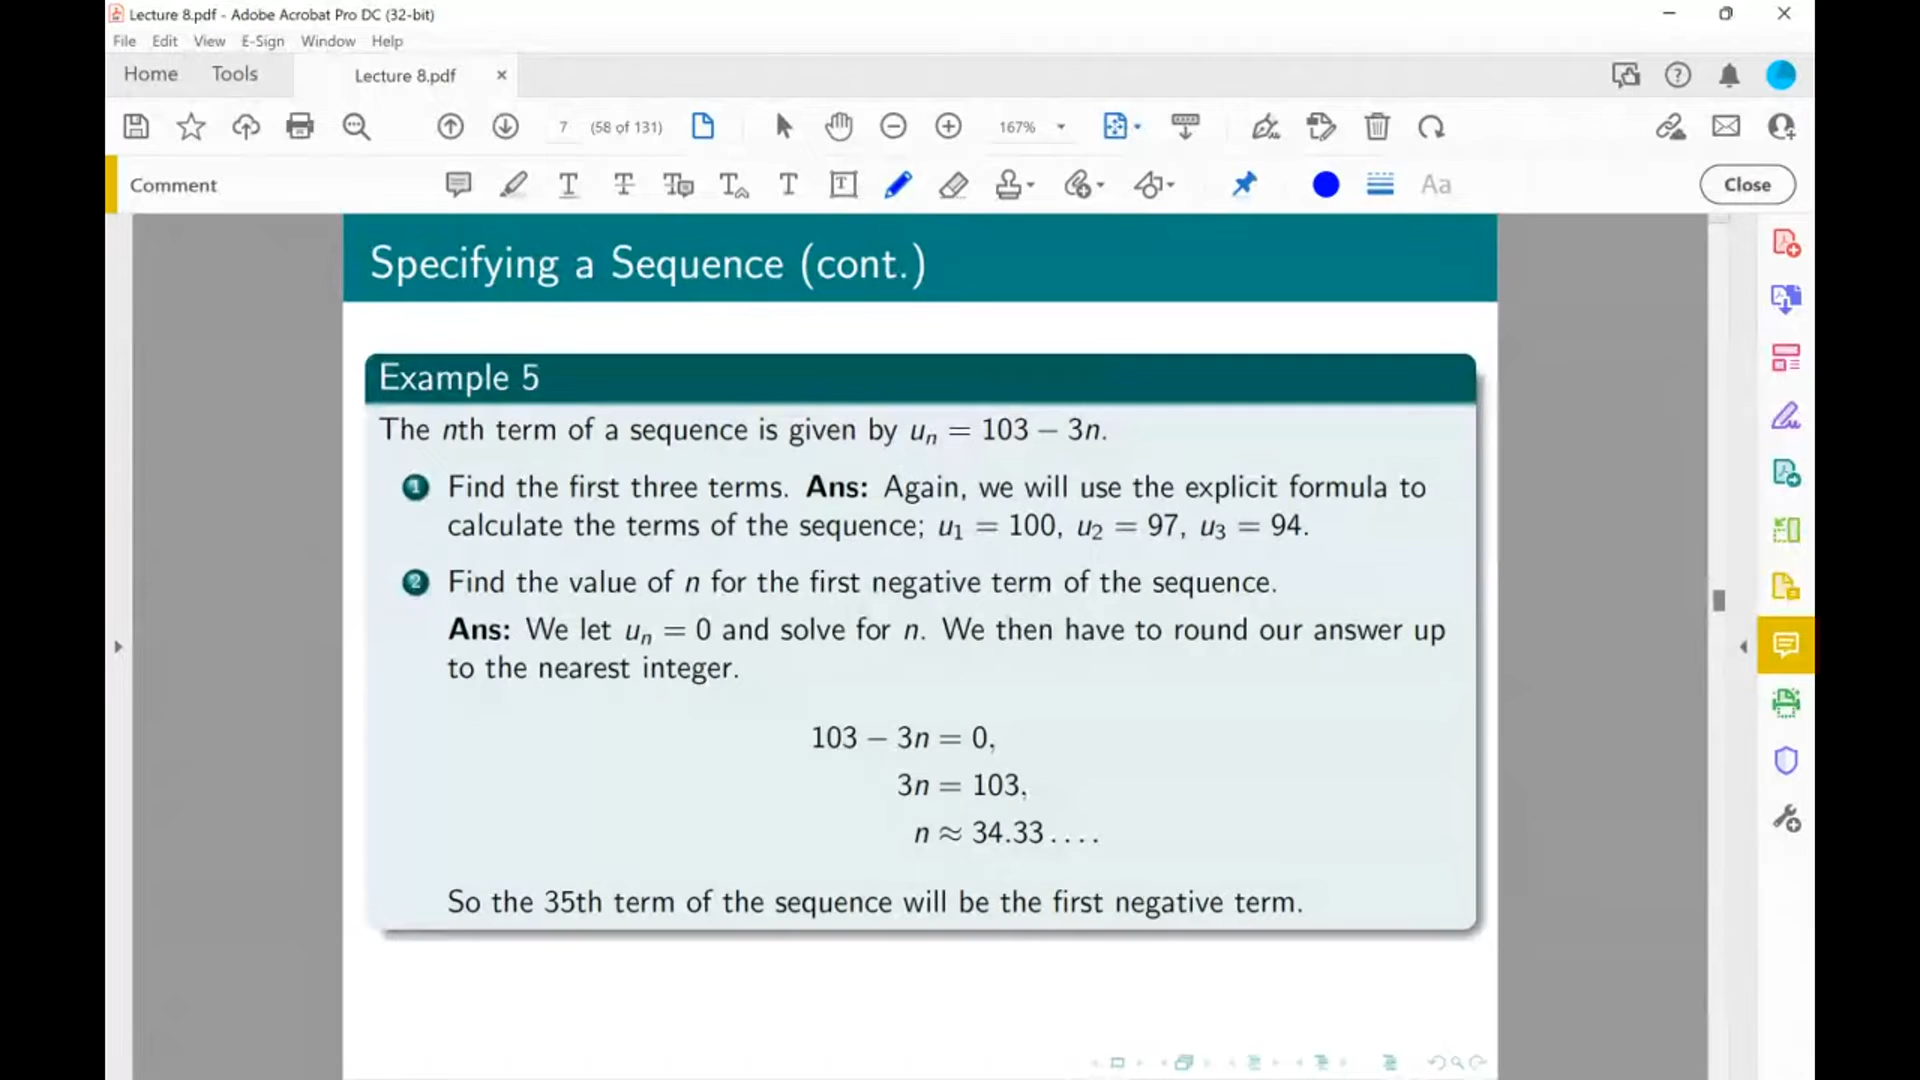 Lecture 8.pdf - Adobe Acrobat Pro DC (32-bit)
File Edit View E-Sign Window Help
Home Tools Lecture 8.pdf
7 (58 of 131) 167%
Comment Aa Close
Specifying a Sequence (cont.)
Example 5
The nth term of a sequence is given by uₙ = 103 − 3n.
1 Find the first three terms. Ans: Again, we will use the explicit formula to
calculate the terms of the sequence; u₁ = 100, u₂ = 97, u₃ = 94.
2 Find the value of n for the first negative term of the sequence.
Ans: We let uₙ = 0 and solve for n. We then have to round our answer up
to the nearest integer.
103 − 3n = 0,
3n = 103,
n ≈ 34.33 . . . .
So the 35th term of the sequence will be the first negative term.